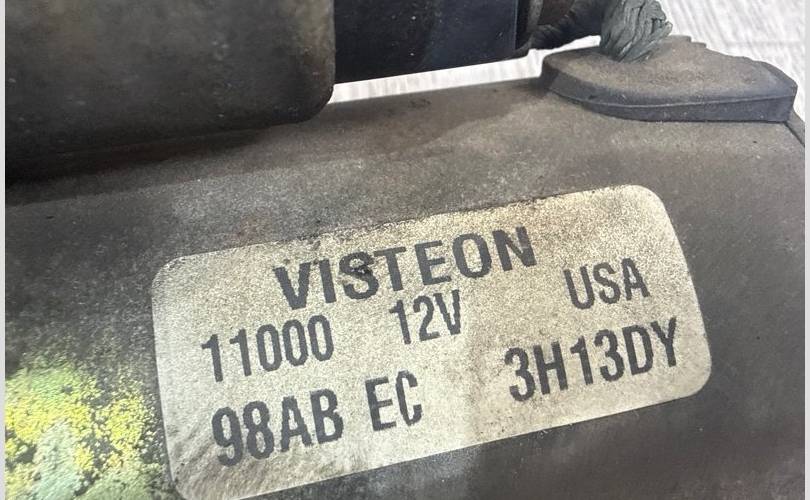 VISTEON
11000 12V USA
98AB EC 3H13DY